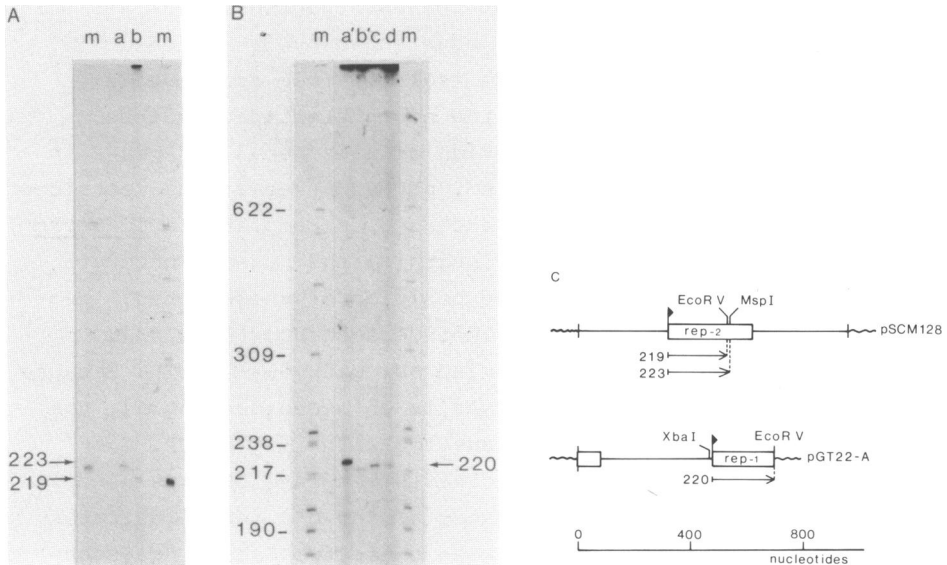 A
m a b m
223
219
B
m a' b' c d m
622
309
238
217
190
220
C
EcoR V MspI
rep-2
pSCM128
219
223
XbaI EcoR V
rep-1
pGT22-A
220
0 400 800
nucleotides